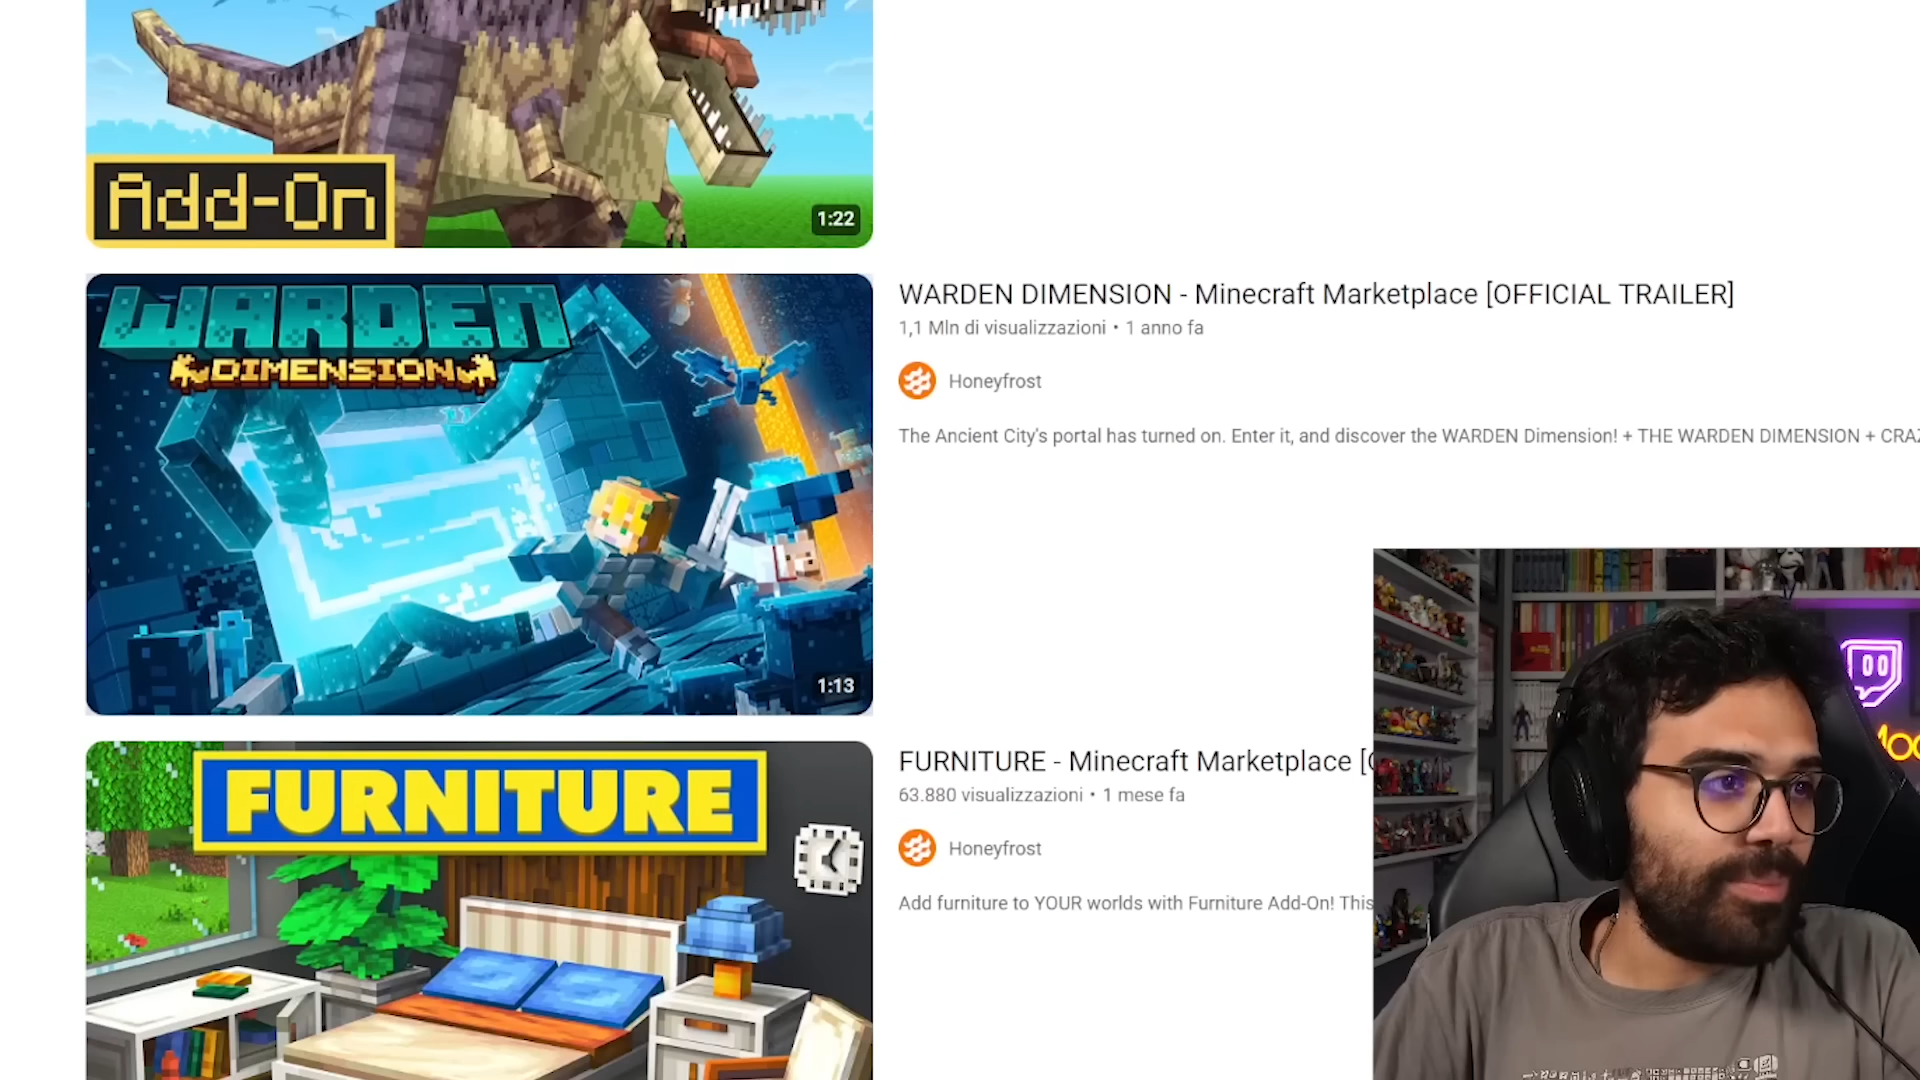 Add-On
1:22
WARDEN
DIMENSION
1:13
WARDEN DIMENSION - Minecraft Marketplace [OFFICIAL TRAILER]
1,1 Mln di visualizzazioni • 1 anno fa
Honeyfrost
The Ancient City's portal has turned on. Enter it, and discover the WARDEN Dimension! + THE WARDEN DIMENSION + CRA
FURNITURE
FURNITURE - Minecraft Marketplace [
63.880 visualizzazioni • 1 mese fa
Honeyfrost
Add furniture to YOUR worlds with Furniture Add-On! This